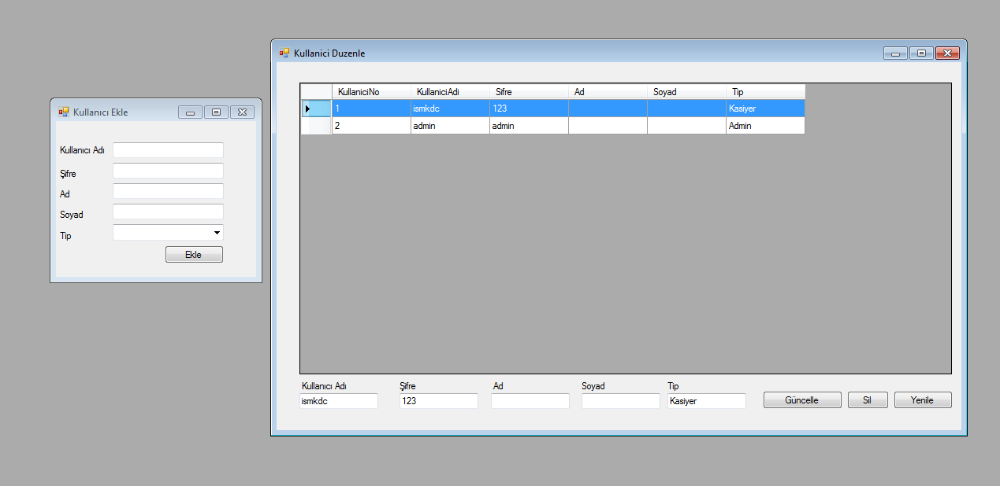 Kullanıcı Ekle
Kullanıcı Adı
Şifre
Ad
Soyad
Tip
Ekle
Kullanici Duzenle
KullaniciNo KullaniciAdi Sifre Ad Soyad Tip
1 ismkdc 123 Kasiyer
2 admin admin Admin
Kullanıcı Adı Şifre Ad Soyad Tip
ismkdc 123 Kasiyer Güncelle Sil Yenile